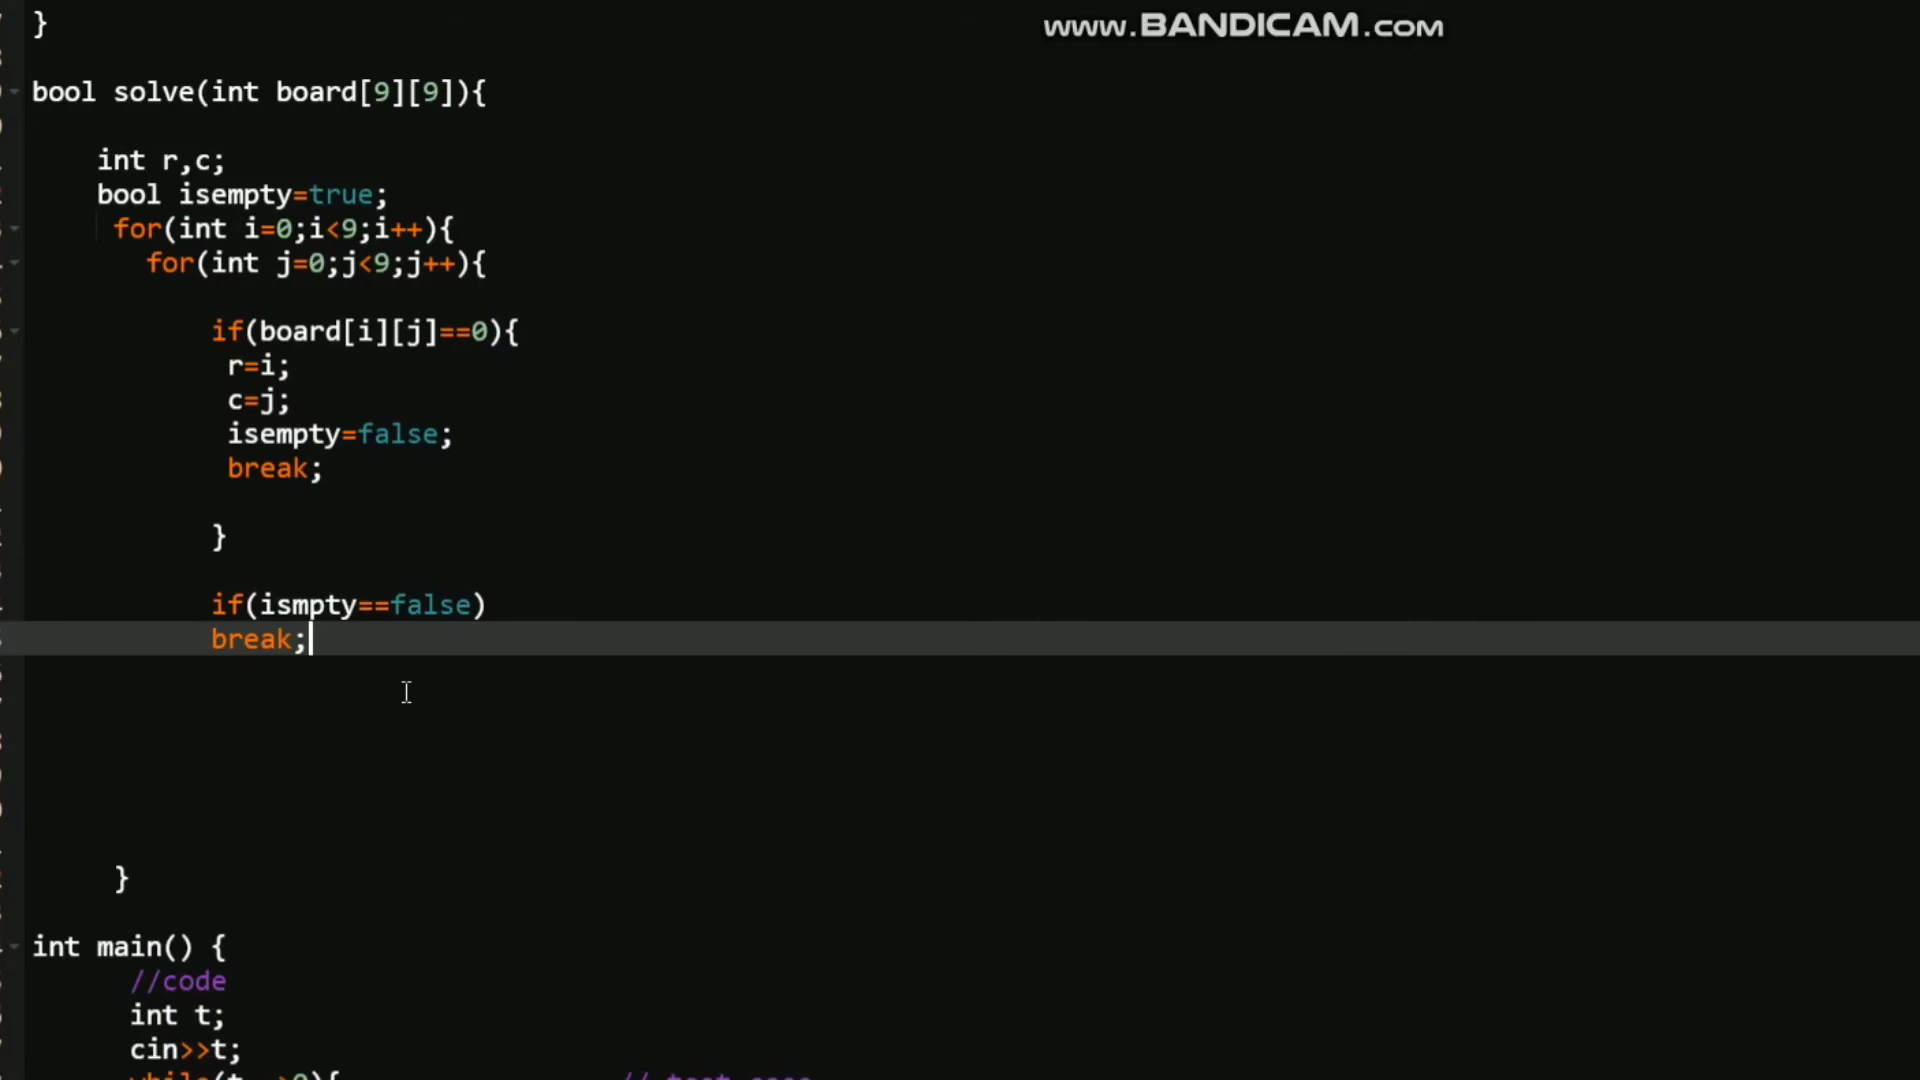 }
www.BANDICAM.com
bool solve(int board[9][9]){
int r,c;
bool isempty=true;
for(int i=0;i<9;i++){
for(int j=0;j<9;j++){
if(board[i][j]==0){
r=i;
c=j;
isempty=false;
break;
}
if(ismpty==false)
break;
}
int main() {
//code
int t;
cin>>t;